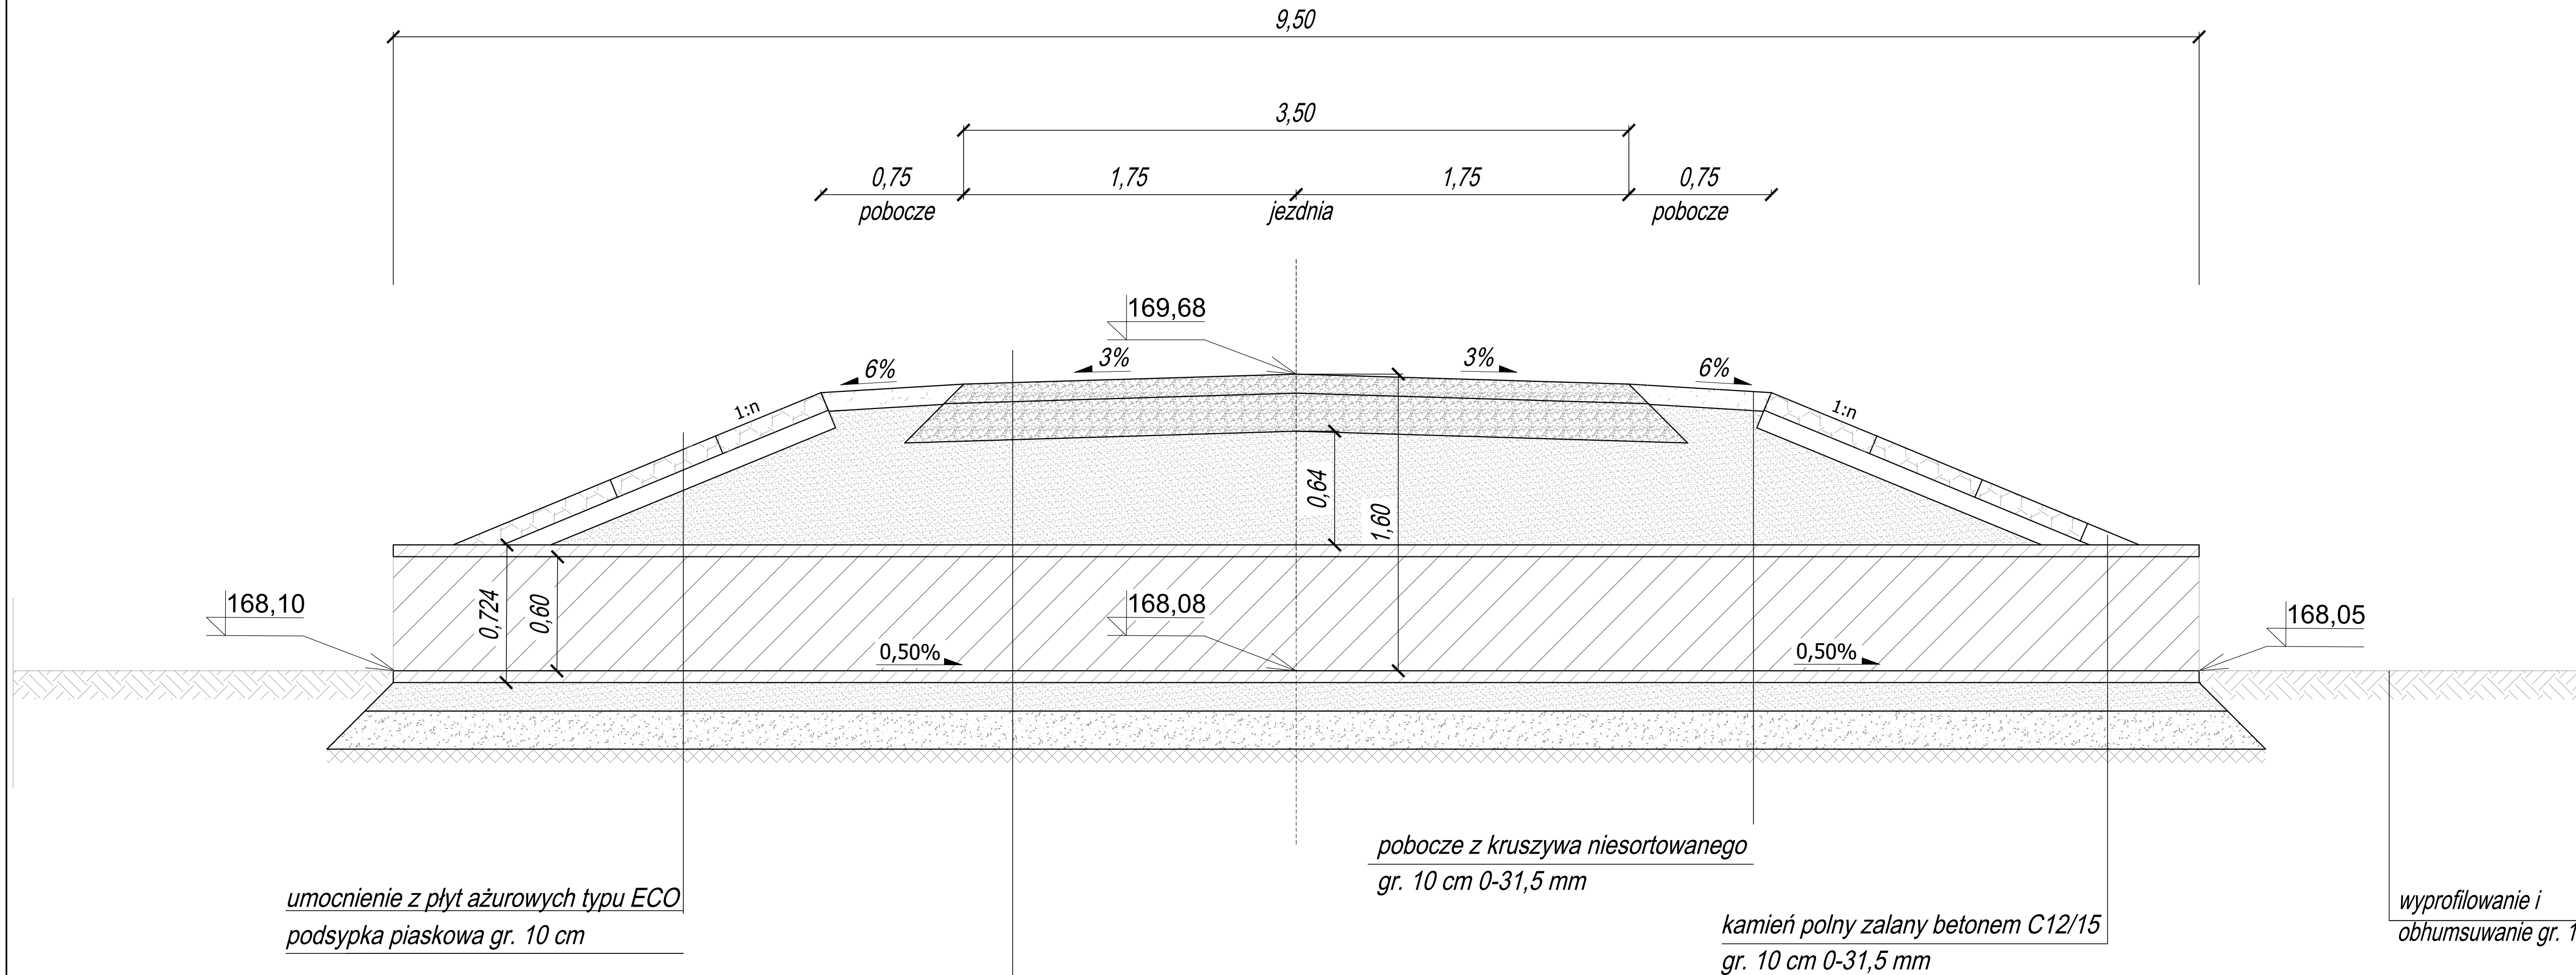 9,50
3,50
0,75
1,75
1,75
0,75
pobocze
jezdnia
pobocze
169,68
6%
3%
3%
6%
1:n
1:n
0,64
1,60
0,724
0,60
168,10
168,08
168,05
0,50%
0,50%
pobocze z kruszywa niesortowanego
gr. 10 cm 0-31,5 mm
umocnienie z płyt ażurowych typu ECO
podsypka piaskowa gr. 10 cm
kamień polny zalany betonem C12/15
gr. 10 cm 0-31,5 mm
wyprofilowanie i
obhumsuwanie gr. 1